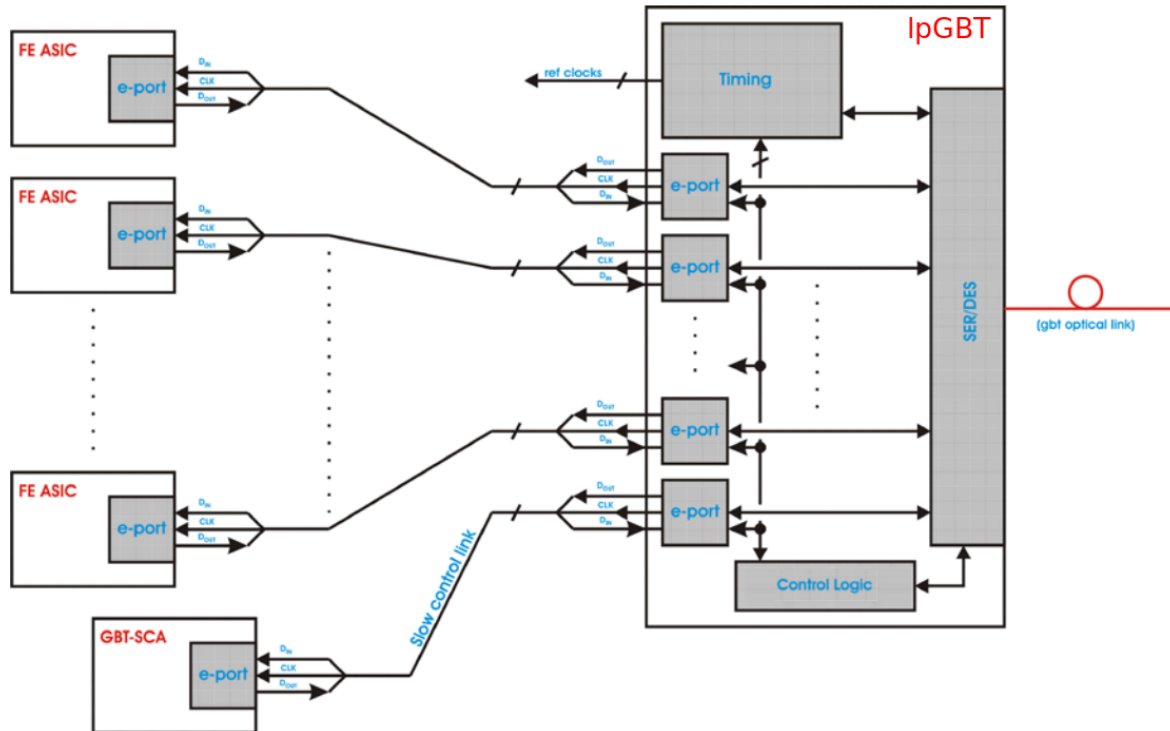 lpGBT
FE ASIC
e-port
DIN
CLK
DOUT
ref clocks
Timing
DOUT
CLK
DIN
e-port
FE ASIC
e-port
DIN
CLK
DOUT
DOUT
CLK
DIN
e-port
SER/DES
(gbt optical link)
DOUT
CLK
DIN
e-port
FE ASIC
e-port
DIN
CLK
DOUT
DOUT
CLK
DIN
e-port
Slow control link
Control Logic
GBT-SCA
e-port
DIN
CLK
DOUT